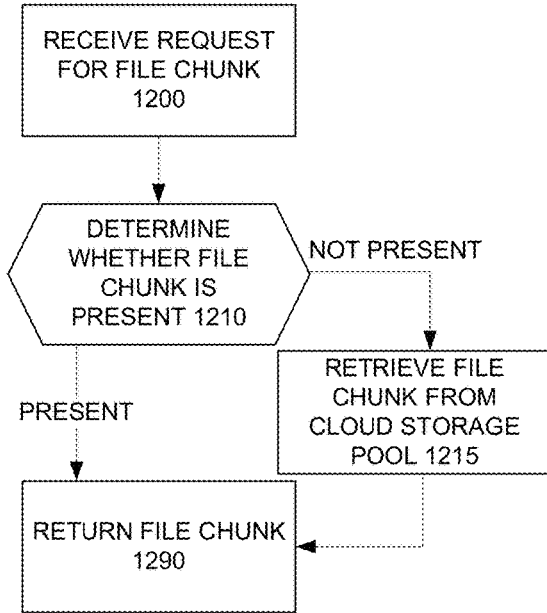 RECEIVE REQUEST
FOR FILE CHUNK
1200
DETERMINE
WHETHER FILE
CHUNK IS
PRESENT 1210
NOT PRESENT
RETRIEVE FILE
CHUNK FROM
CLOUD STORAGE
POOL 1215
PRESENT
RETURN FILE CHUNK
1290